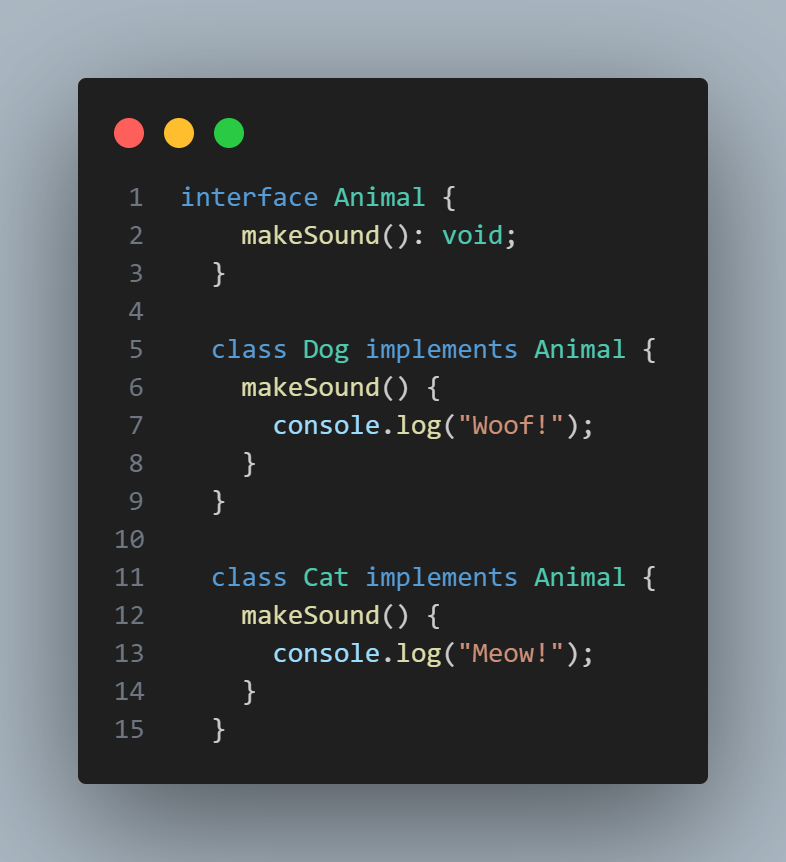 1 interface Animal {
2 makeSound(): void;
3 }
4
5 class Dog implements Animal {
6 makeSound() {
7 console.log("Woof!");
8 }
9 }
10
11 class Cat implements Animal {
12 makeSound() {
13 console.log("Meow!");
14 }
15 }